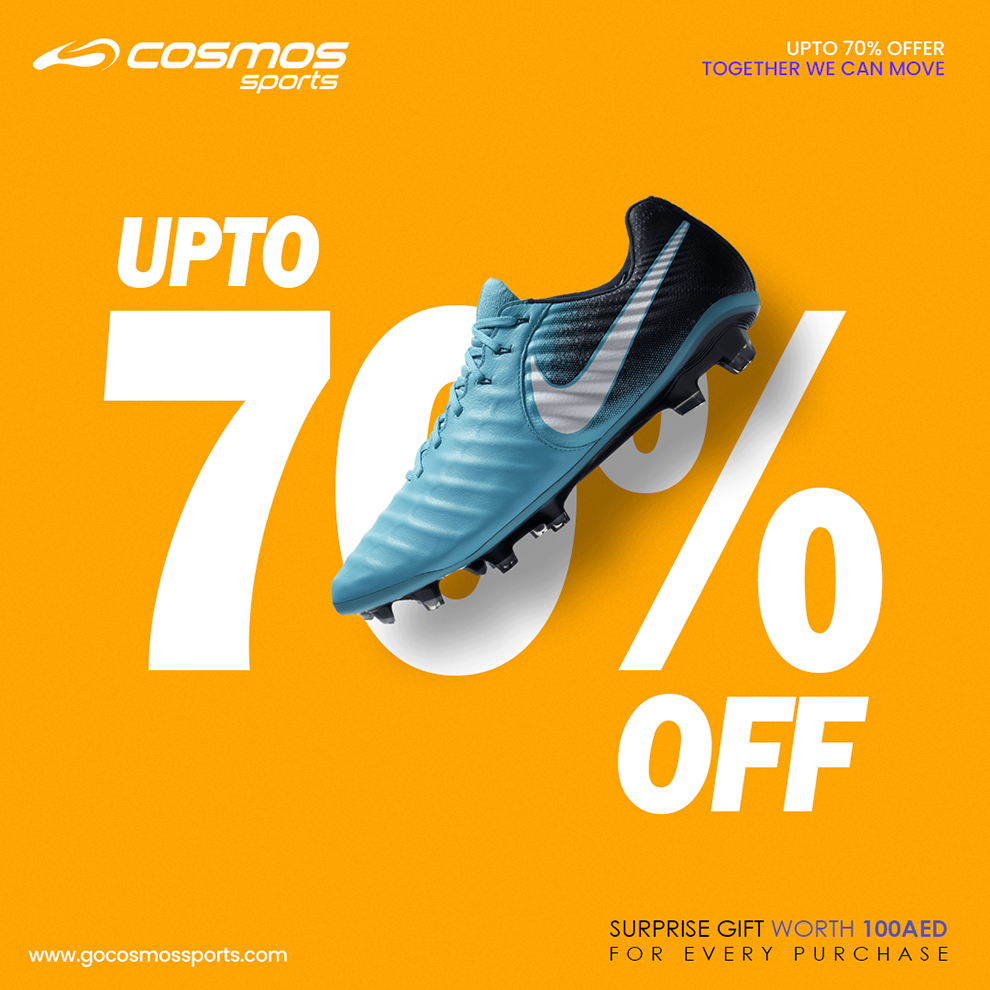 COSMOS
sports
UPTO 70% OFFER
TOGETHER WE CAN MOVE
UPTO
70%
OFF
SURPRISE GIFT WORTH 100AED
FOR EVERY PURCHASE
www.gocosmossports.com